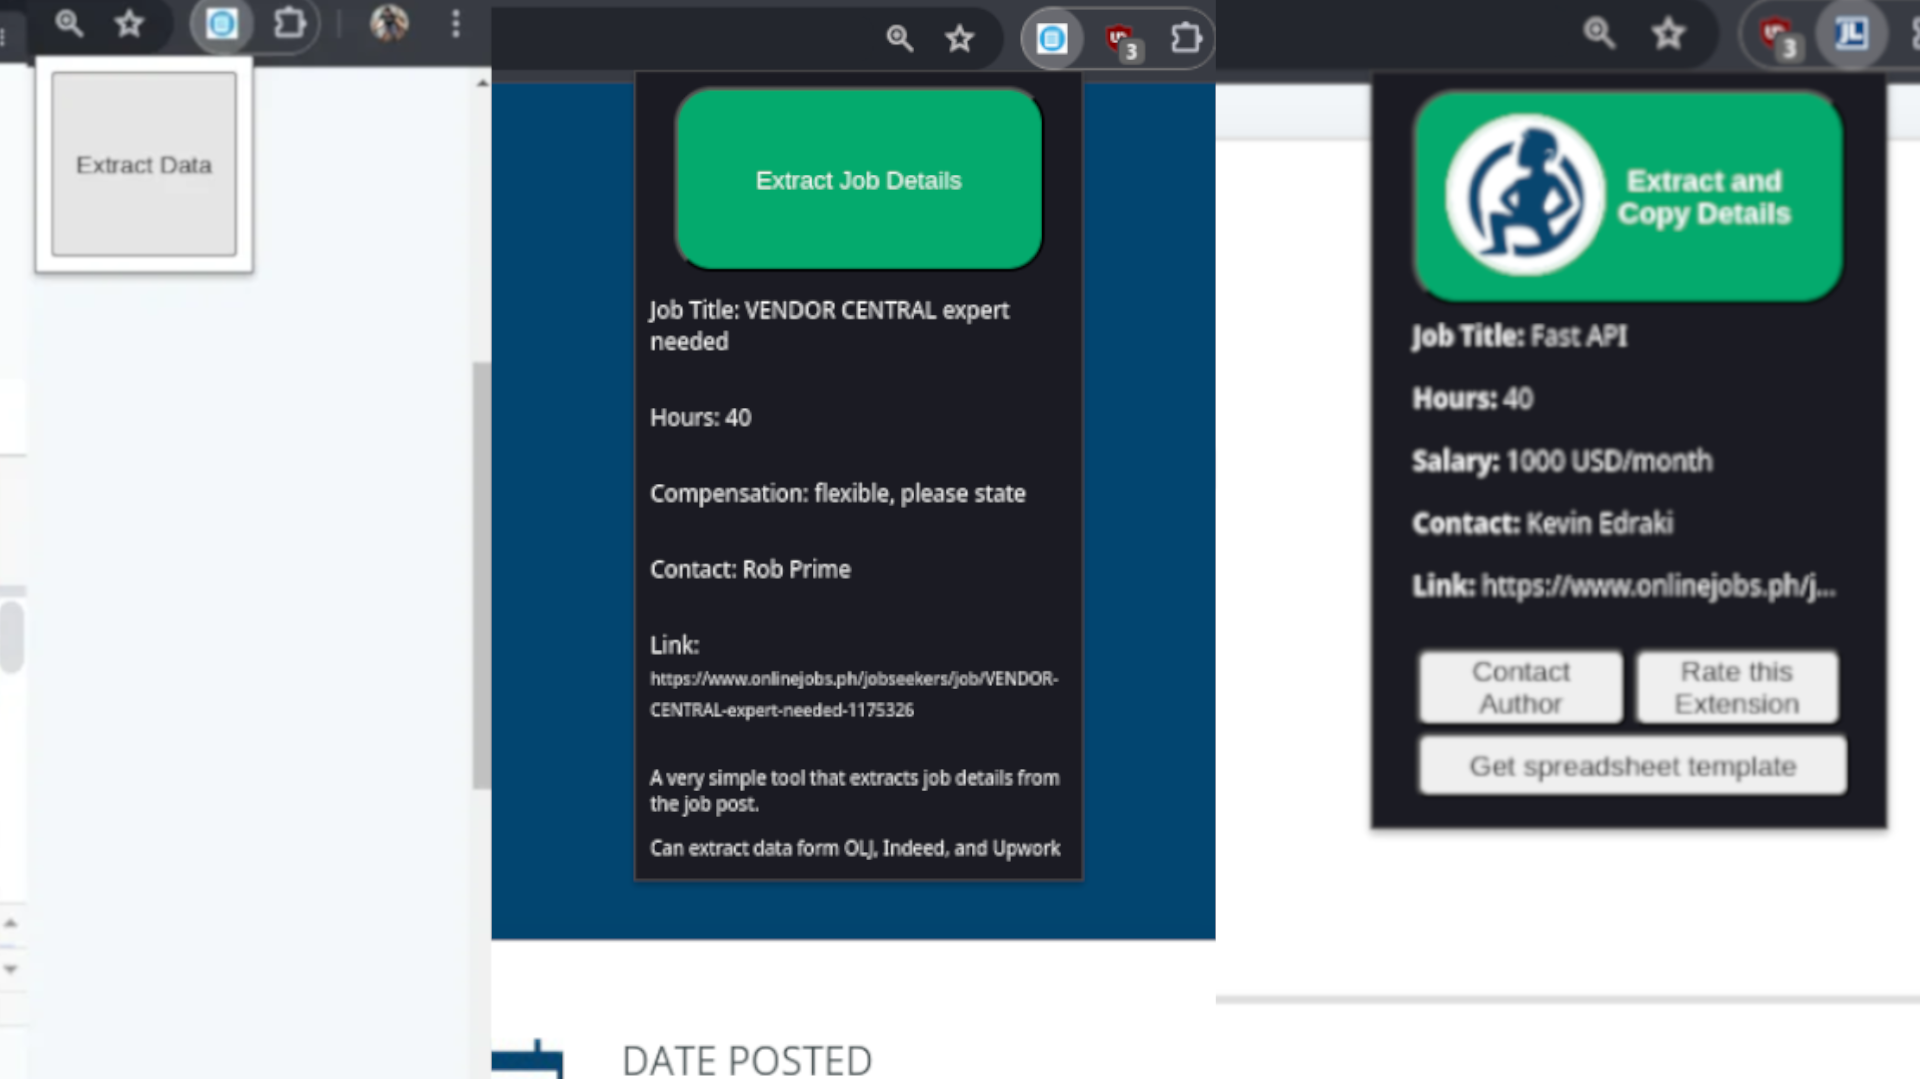 Extract Data
3
Extract Job Details
Job Title: VENDOR CENTRAL expert
needed
Hours: 40
Compensation: flexible, please state
Contact: Rob Prime
Link:
https://www.onlinejobs.ph/jobseekers/job/VENDOR-
CENTRAL-expert-needed-1175326
A very simple tool that extracts job details from
the job post.
Can extract data form OLJ, Indeed, and Upwork
DATE POSTED
3
JL
Extract and
Copy Details
Job Title: Fast API
Hours: 40
Salary: 1000 USD/month
Contact: Kevin Edraki
Link: https://www.onlinejobs.ph/j...
Contact
Author
Rate this
Extension
Get spreadsheet template